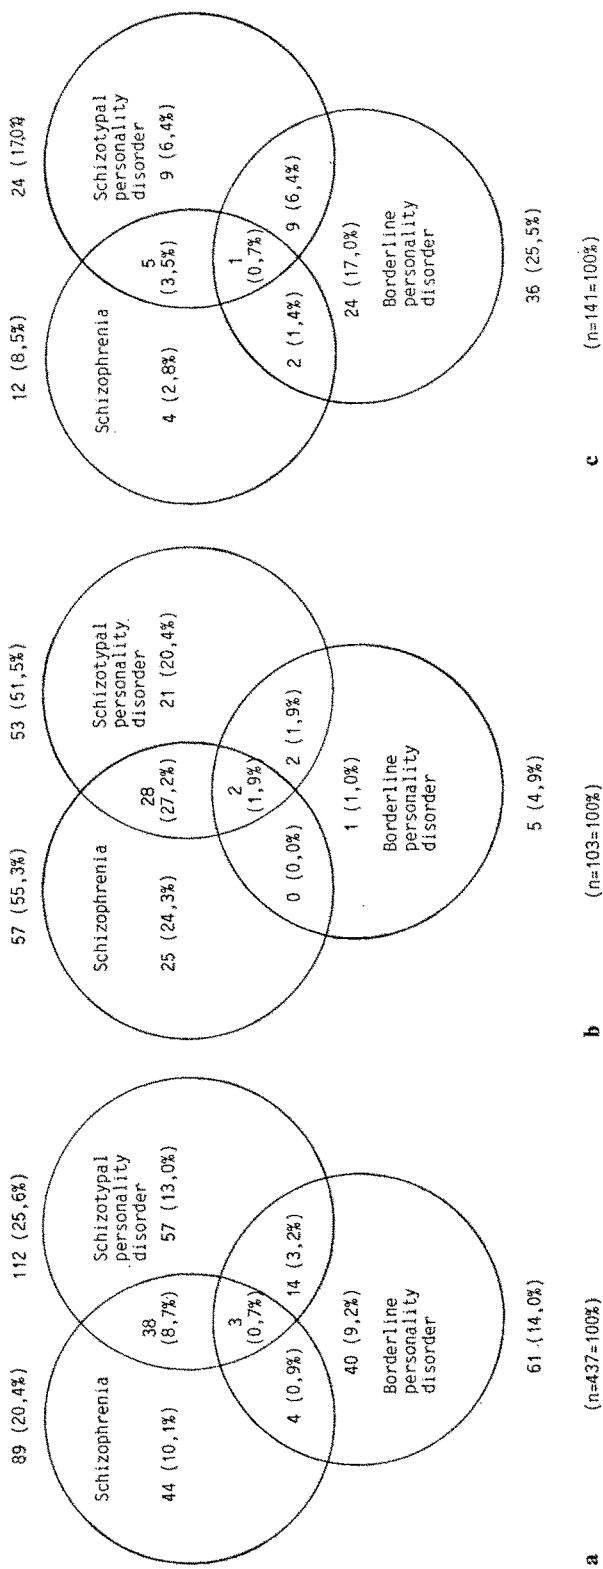 89 (20,4%)
112 (25,6%)
Schizophrenia
44 (10,1%)
Schizotypal
personality
disorder
57 (13,0%)
38
(8,7%)
3
(0,7%)
4 (0,9%)
14 (3,2%)
40 (9,2%)
Borderline
personality
disorder
61 (14,0%)
a
(n=437=100%)
57 (55,3%)
53 (51,5%)
Schizophrenia
25 (24,3%)
Schizotypal
personality
disorder
21 (20,4%)
28
(27,2%)
2
(1,9%)
0 (0,0%)
2 (1,9%)
1 (1,0%)
Borderline
personality
disorder
5 (4,9%)
b
(n=103=100%)
12 (8,5%)
24 (17,0%)
Schizophrenia
4 (2,8%)
Schizotypal
personality
disorder
9 (6,4%)
5
(3,5%)
1
(0,7%)
2 (1,4%)
9 (6,4%)
24 (17,0%)
Borderline
personality
disorder
36 (25,5%)
c
(n=141=100%)